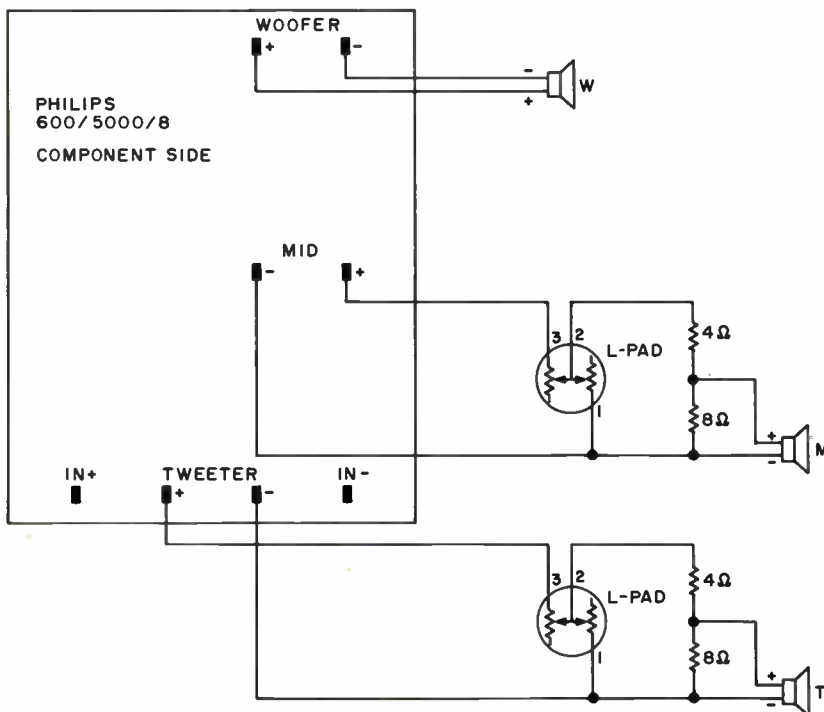 WOOFER
+ -
- W
+
PHILIPS
600/5000/8
COMPONENT SIDE
MID
- +
3 2 L-PAD 4Ω
1 8Ω
+ M
-
IN+ TWEETER IN-
+ -
3 2 L-PAD 4Ω
1 8Ω
+ T
-